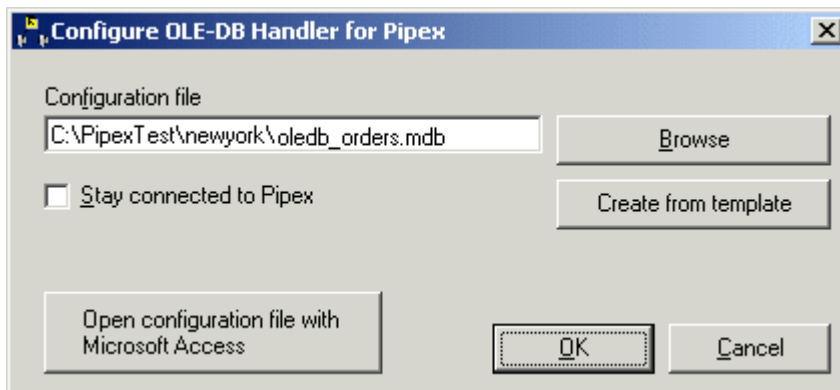 Configure OLE-DB Handler for Pipex
Configuration file
C:\PipexTest\newyork\oledb_orders.mdb
Browse
Stay connected to Pipex
Create from template
Open configuration file with
Microsoft Access
OK
Cancel